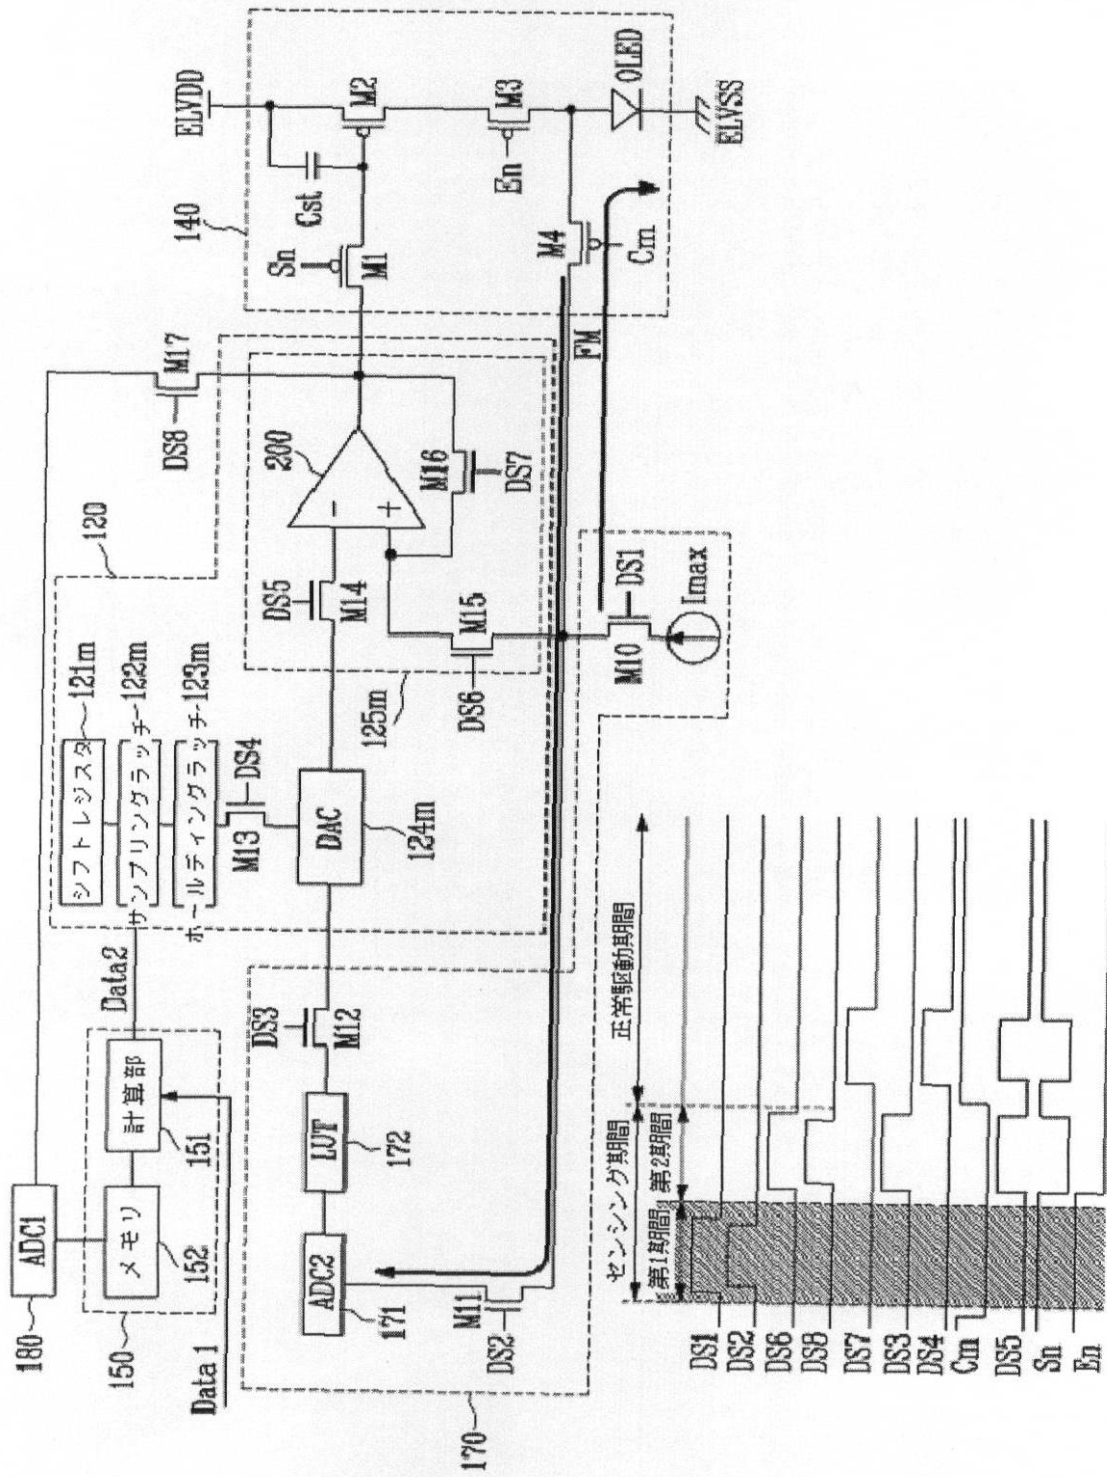 ELVDD
M2
M3
OLED
ELVSS
Cst
En
140
Sn
M1
M4
Cm
FM
M17
DS8
200
M16
DS7
120
DS5
M14
M15
DS6
125m
M10
DS1
Imax
シフトレジスタ
121m
サンプリングラッチ
122m
ホールディングラッチ
123m
M13
DS4
DAC
124m
Data2
DS3
M12
計算部
151
メモリ
152
ADC1
180
150
Data1
LUT
172
ADC2
171
M11
DS2
170
センシング期間
正常駆動期間
第1期間
第2期間
DS1
DS2
DS6
DS8
DS7
DS3
DS4
Cm
DS5
Sn
En
−
+